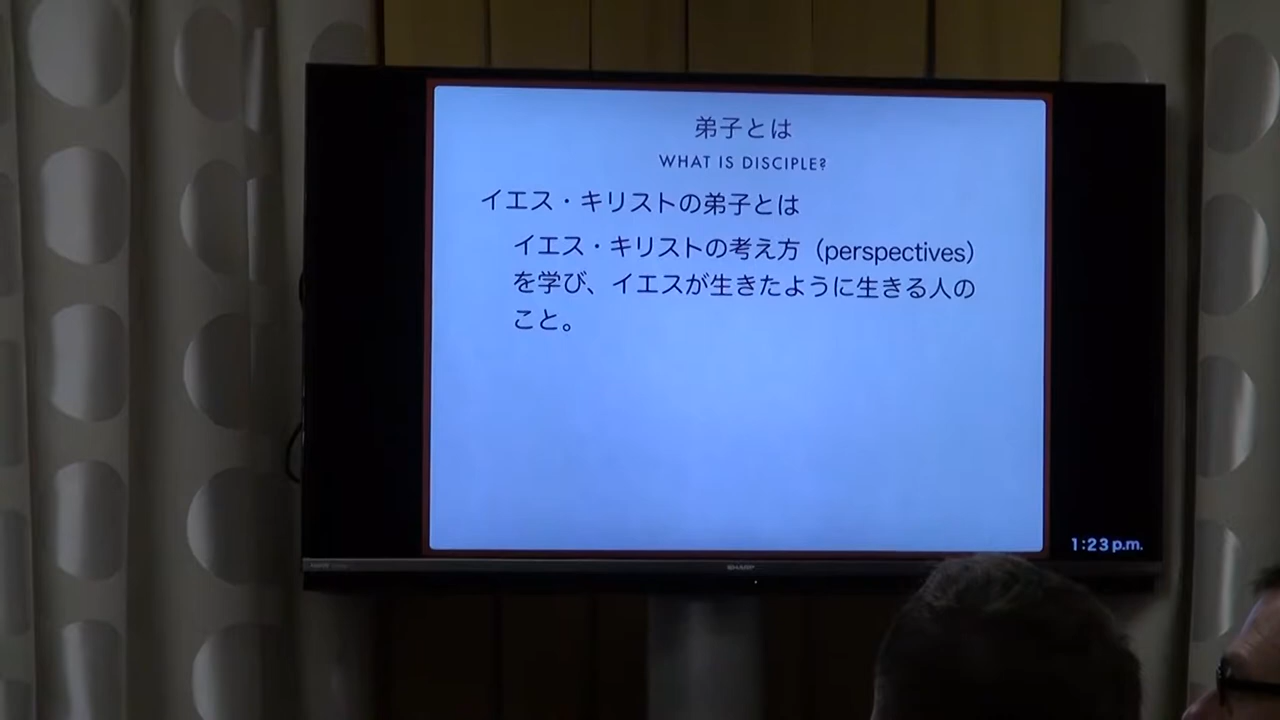 弟子とは
WHAT IS DISCIPLE?
イエス・キリストの弟子とは
イエス・キリストの考え方（perspectives）
を学び、イエスが生きたように生きる人の
こと。
1:23 p.m.
SHARP